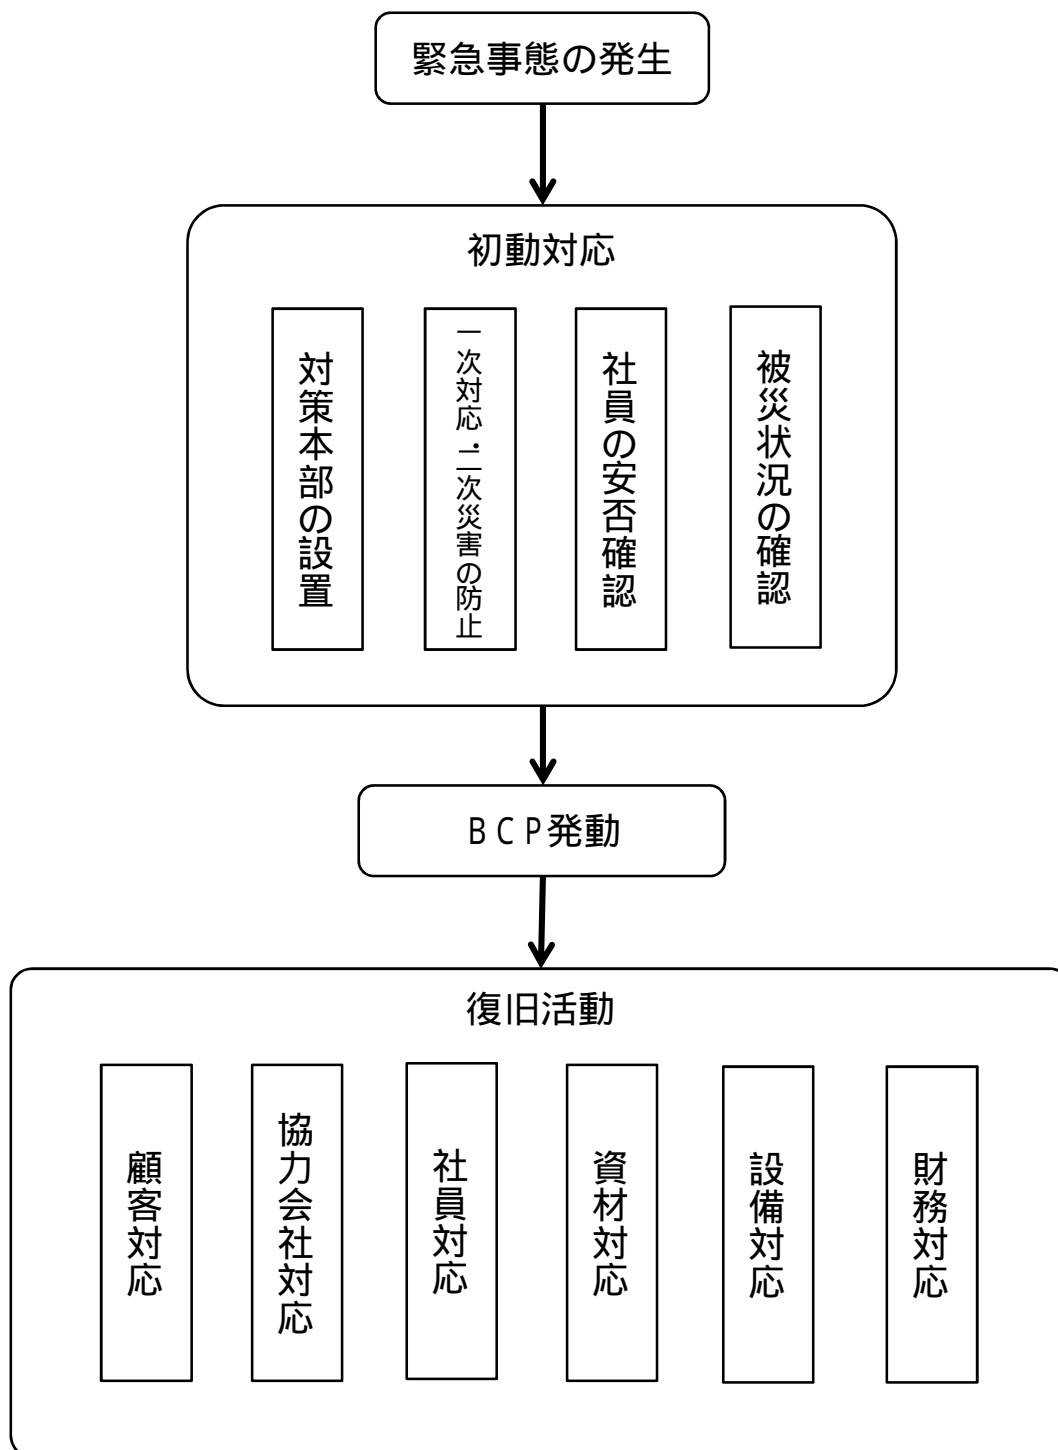 緊急事態の発生
初動対応
対策本部の設置
一次対応・二次災害の防止
社員の安否確認
被災状況の確認
BCP発動
復旧活動
顧客対応
協力会社対応
社員対応
資材対応
設備対応
財務対応